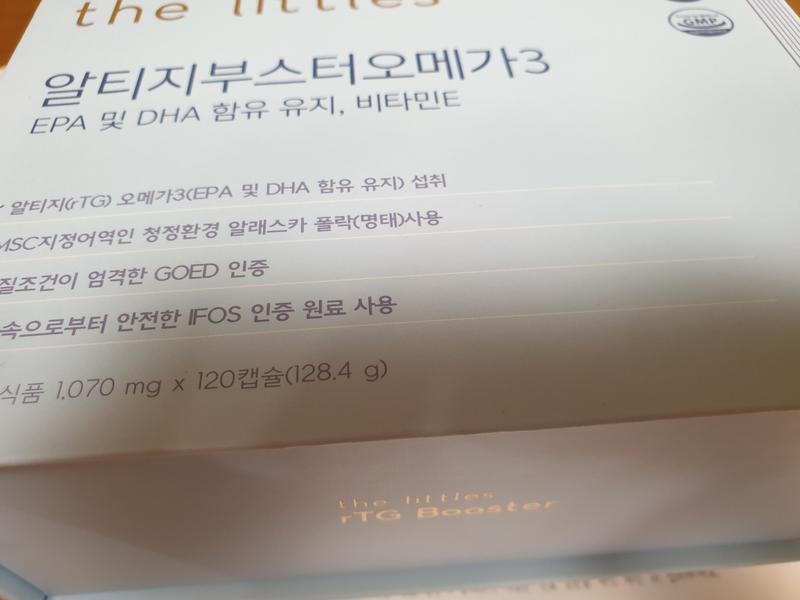 the littles
GMP
알티지부스터오메가3
EPA 및 DHA 함유 유지, 비타민E
알티지(rTG) 오메가3(EPA 및 DHA 함유 유지) 섭취
MSC지정어역인 청정환경 알래스카 폴락(명태)사용
질조건이 엄격한 GOED 인증
속으로부터 안전한 IFOS 인증 원료 사용
식품 1,070 mg x 120캡슐(128.4 g)
the littles
rTG Booster